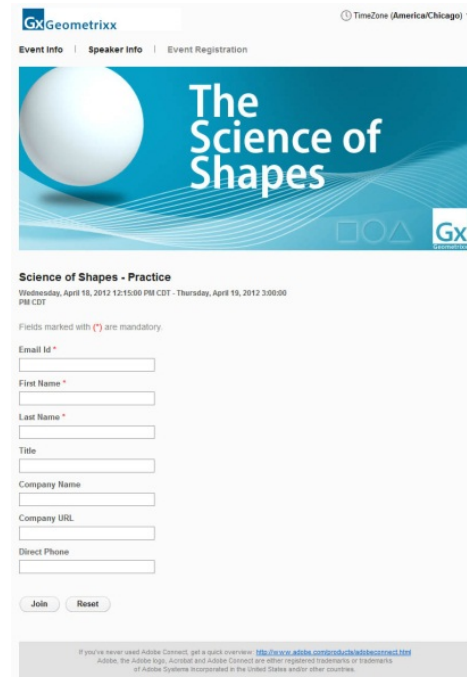 Gx Geometrixx
TimeZone (America/Chicago)
Event Info | Speaker Info | Event Registration
The
Science of
Shapes
Gx
Geometrixx
Science of Shapes - Practice
Wednesday, April 18, 2012 12:15:00 PM CDT - Thursday, April 19, 2012 3:00:00
PM CDT
Fields marked with (*) are mandatory.
Email Id *
First Name *
Last Name *
Title
Company Name
Company URL
Direct Phone
Join Reset
If you've never used Adobe Connect, get a quick overview: http://www.adobe.com/products/adobeconnect.html
Adobe, the Adobe logo, Acrobat and Adobe Connect are either registered trademarks or trademarks
of Adobe Systems Incorporated in the United States and/or other countries.